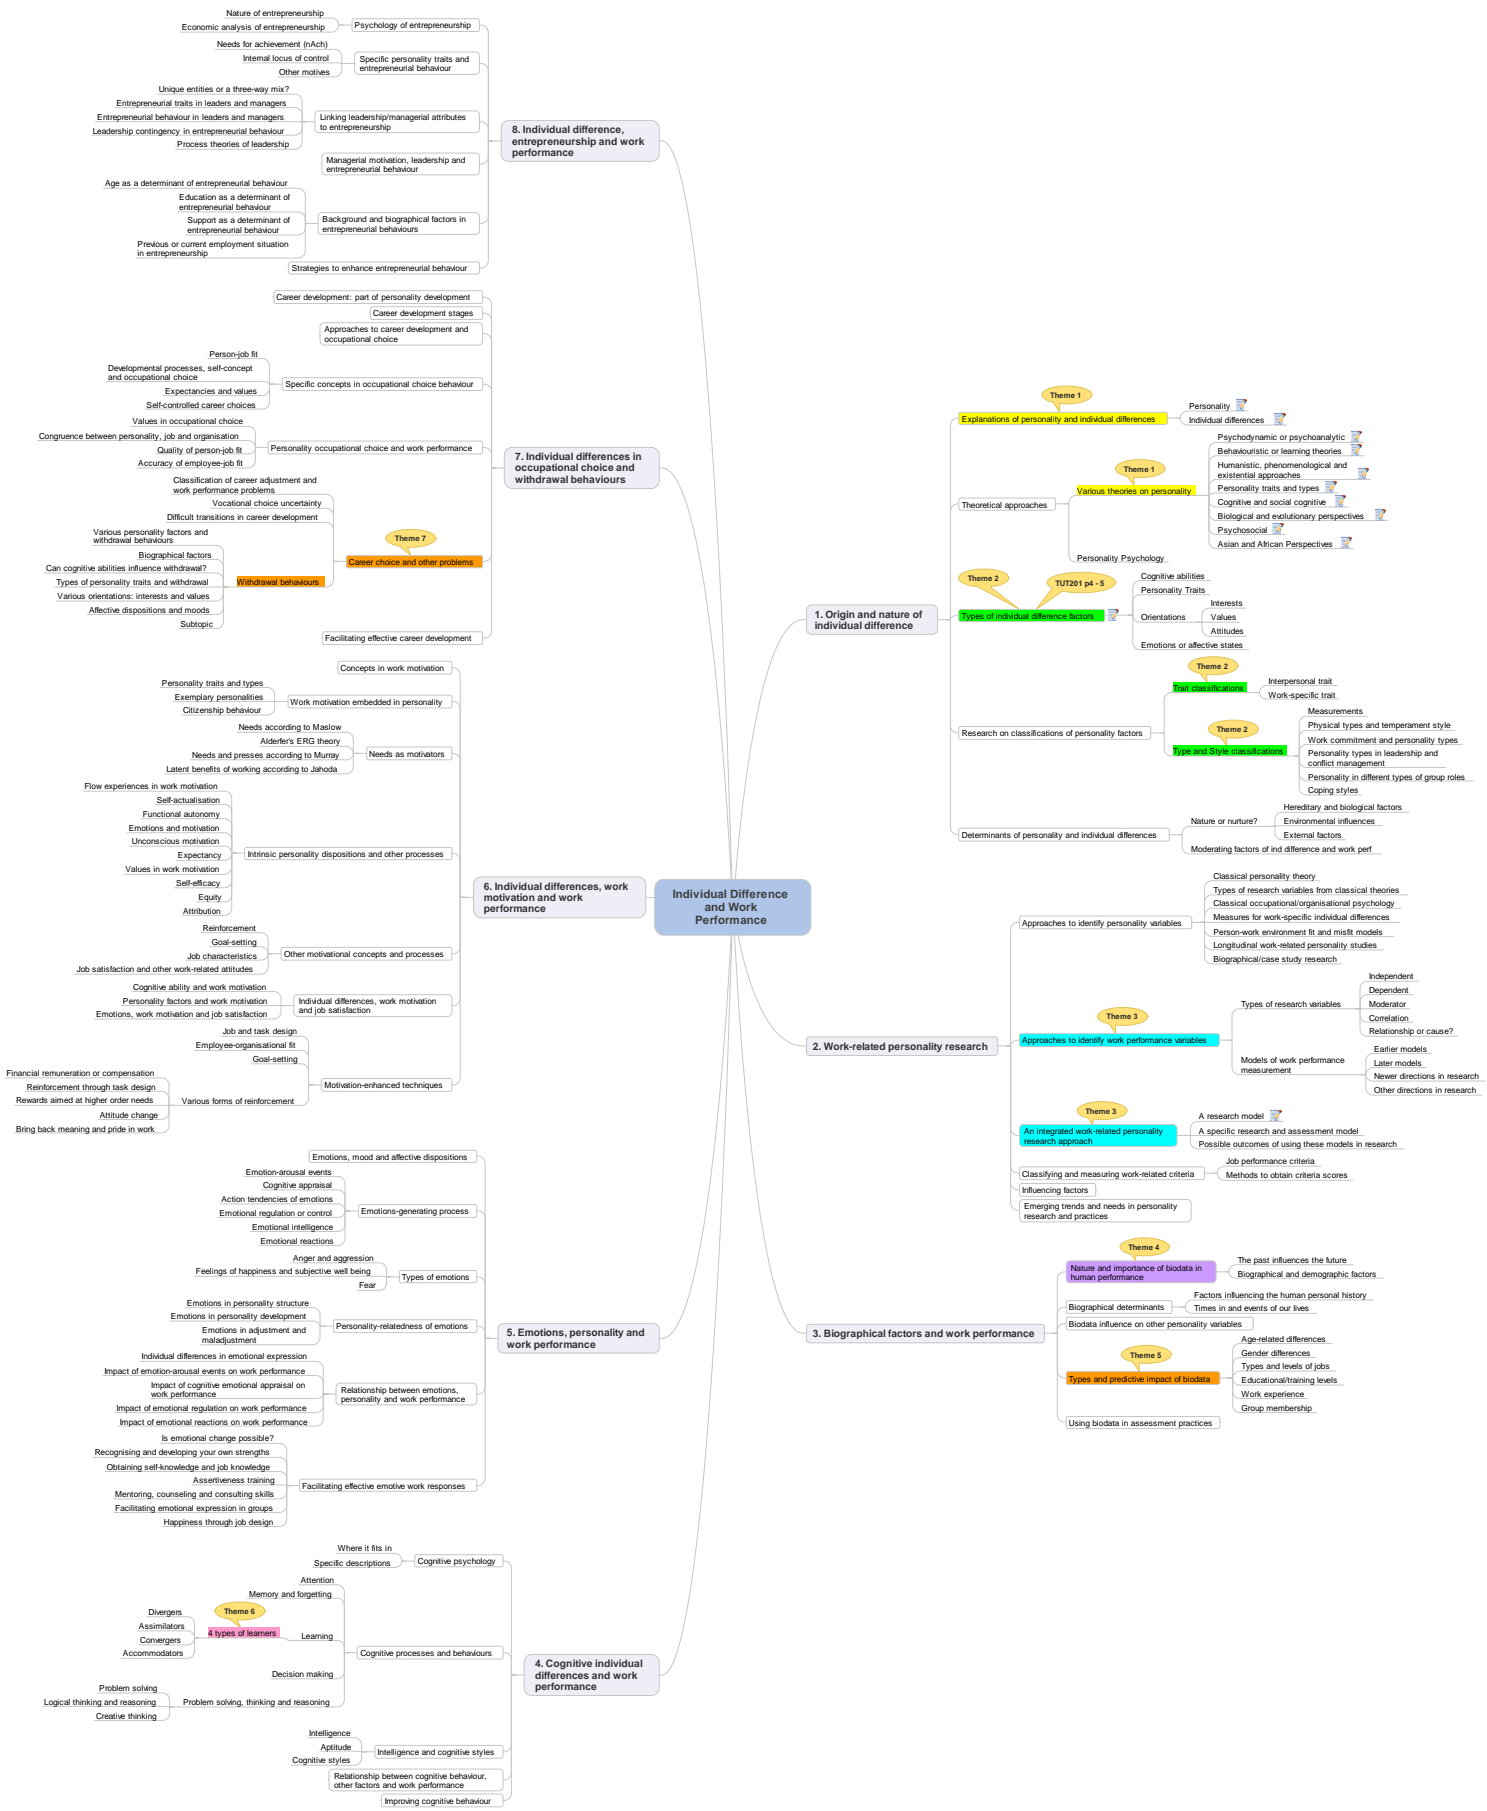 Individual Difference
and Work
Performance
1. Origin and nature of
individual difference
Theme 1
Explanations of personality and individual differences
Personality
Individual differences
Theoretical approaches
Theme 1
Various theories on personality
Psychodynamic or psychoanalytic
Behaviouristic or learning theories
Humanistic, phenomenological and
existential approaches
Personality traits and types
Cognitive and social cognitive
Biological and evolutionary perspectives
Psychosocial
Asian and African Perspectives
Personality Psychology
Theme 2
TUT201 p4 - 5
Types of individual difference factors
Cognitive abilities
Personality Traits
Orientations
Interests
Values
Attitudes
Emotions or affective states
Research on classifications of personality factors
Theme 2
Trait classifications
Interpersonal trait
Work-specific trait
Theme 2
Type and Style classifications
Measurements
Physical types and temperament style
Work commitment and personality types
Personality types in leadership and
conflict management
Personality in different types of group roles
Coping styles
Determinants of personality and individual differences
Nature or nurture?
Hereditary and biological factors
Environmental influences
External factors
Moderating factors of ind difference and work perf
2. Work-related personality research
Approaches to identify personality variables
Classical personality theory
Types of research variables from classical theories
Classical occupational/organisational psychology
Measures for work-specific individual differences
Person-work environment fit and misfit models
Longitudinal work-related personality studies
Biographical/case study research
Theme 3
Approaches to identify work performance variables
Types of research variables
Independent
Dependent
Moderator
Correlation
Relationship or cause?
Models of work performance
measurement
Earlier models
Later models
Newer directions in research
Other directions in research
Theme 3
An integrated work-related personality
research approach
A research model
A specific research and assessment model
Possible outcomes of using these models in research
Classifying and measuring work-related criteria
Job performance criteria
Methods to obtain criteria scores
Influencing factors
Emerging trends and needs in personality
research and practices
3. Biographical factors and work performance
Theme 4
Nature and importance of biodata in
human performance
The past influences the future
Biographical and demographic factors
Biographical determinants
Factors influencing the human personal history
Times in and events of our lives
Biodata influence on other personality variables
Theme 5
Types and predictive impact of biodata
Age-related differences
Gender differences
Types and levels of jobs
Educational/training levels
Work experience
Group membership
Using biodata in assessment practices
4. Cognitive individual
differences and work
performance
Cognitive psychology
Where it fits in
Specific descriptions
Cognitive processes and behaviours
Attention
Memory and forgetting
Learning
Theme 6
4 types of learners
Divergers
Assimilators
Convergers
Accommodators
Decision making
Problem solving, thinking and reasoning
Problem solving
Logical thinking and reasoning
Creative thinking
Intelligence and cognitive styles
Intelligence
Aptitude
Cognitive styles
Relationship between cognitive behaviour,
other factors and work performance
Improving cognitive behaviour
5. Emotions, personality and
work performance
Emotions, mood and affective dispositions
Emotions-generating process
Emotion-arousal events
Cognitive appraisal
Action tendencies of emotions
Emotional regulation or control
Emotional intelligence
Emotional reactions
Types of emotions
Anger and aggression
Feelings of happiness and subjective well being
Fear
Personality-relatedness of emotions
Emotions in personality structure
Emotions in personality development
Emotions in adjustment and
maladjustment
Relationship between emotions,
personality and work performance
Individual differences in emotional expression
Impact of emotion-arousal events on work performance
Impact of cognitive emotional appraisal on
work performance
Impact of emotional regulation on work performance
Impact of emotional reactions on work performance
Facilitating effective emotive work responses
Is emotional change possible?
Recognising and developing your own strengths
Obtaining self-knowledge and job knowledge
Assertiveness training
Mentoring, counseling and consulting skills
Facilitating emotional expression in groups
Happiness through job design
6. Individual differences, work
motivation and work
performance
Concepts in work motivation
Work motivation embedded in personality
Personality traits and types
Exemplary personalities
Citizenship behaviour
Needs as motivators
Needs according to Maslow
Alderfer's ERG theory
Needs and presses according to Murray
Latent benefits of working according to Jahoda
Intrinsic personality dispositions and other processes
Flow experiences in work motivation
Self-actualisation
Functional autonomy
Emotions and motivation
Unconscious motivation
Expectancy
Values in work motivation
Self-efficacy
Equity
Attribution
Other motivational concepts and processes
Reinforcement
Goal-setting
Job characteristics
Job satisfaction and other work-related attitudes
Individual differences, work motivation
and job satisfaction
Cognitive ability and work motivation
Personality factors and work motivation
Emotions, work motivation and job satisfaction
Motivation-enhanced techniques
Job and task design
Employee-organisational fit
Goal-setting
Various forms of reinforcement
Financial remuneration or compensation
Reinforcement through task design
Rewards aimed at higher order needs
Attitude change
Bring back meaning and pride in work
7. Individual differences in
occupational choice and
withdrawal behaviours
Career development: part of personality development
Career development stages
Approaches to career development and
occupational choice
Specific concepts in occupational choice behaviour
Person-job fit
Developmental processes, self-concept
and occupational choice
Expectancies and values
Self-controlled career choices
Personality occupational choice and work performance
Values in occupational choice
Congruence between personality, job and organisation
Quality of person-job fit
Accuracy of employee-job fit
Theme 7
Career choice and other problems
Classification of career adjustment and
work performance problems
Vocational choice uncertainty
Difficult transitions in career development
Withdrawal behaviours
Various personality factors and
withdrawal behaviours
Biographical factors
Can cognitive abilities influence withdrawal?
Types of personality traits and withdrawal
Various orientations: interests and values
Affective dispositions and moods
Subtopic
Facilitating effective career development
8. Individual difference,
entrepreneurship and work
performance
Psychology of entrepreneurship
Nature of entrepreneurship
Economic analysis of entrepreneurship
Specific personality traits and
entrepreneurial behaviour
Needs for achievement (nAch)
Internal locus of control
Other motives
Linking leadership/managerial attributes
to entrepreneurship
Unique entities or a three-way mix?
Entrepreneurial traits in leaders and managers
Entrepreneurial behaviour in leaders and managers
Leadership contingency in entrepreneurial behaviour
Process theories of leadership
Managerial motivation, leadership and
entrepreneurial behaviour
Background and biographical factors in
entrepreneurial behaviours
Age as a determinant of entrepreneurial behaviour
Education as a determinant of
entrepreneurial behaviour
Support as a determinant of
entrepreneurial behaviour
Previous or current employment situation
in entrepreneurship
Strategies to enhance entrepreneurial behaviour